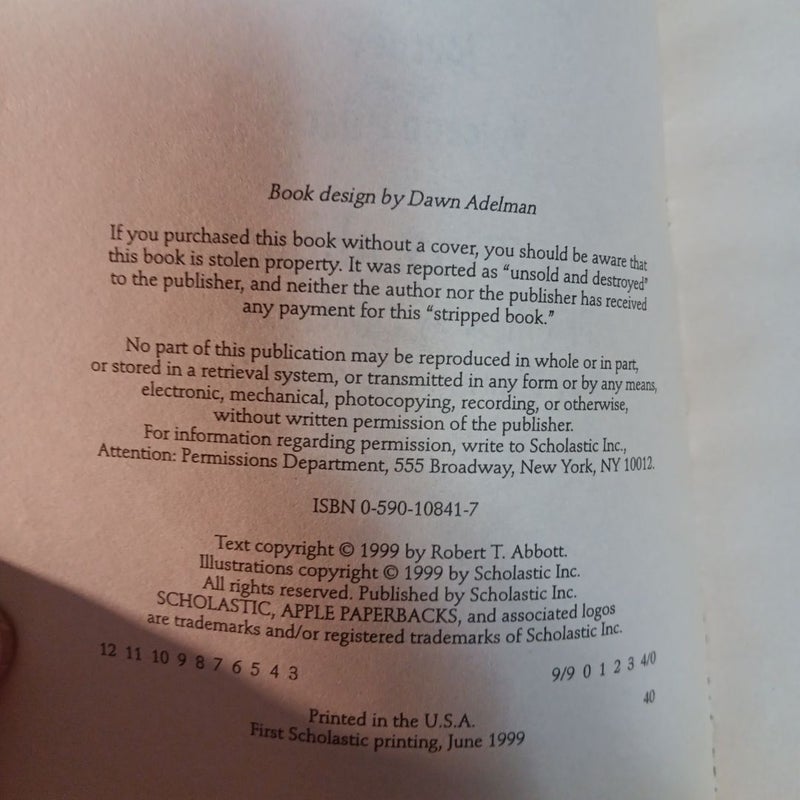 Book design by Dawn Adelman
If you purchased this book without a cover, you should be aware that
this book is stolen property. It was reported as "unsold and destroyed"
to the publisher, and neither the author nor the publisher has received
any payment for this "stripped book."
No part of this publication may be reproduced in whole or in part,
or stored in a retrieval system, or transmitted in any form or by any means,
electronic, mechanical, photocopying, recording, or otherwise,
without written permission of the publisher.
For information regarding permission, write to Scholastic Inc.,
Attention: Permissions Department, 555 Broadway, New York, NY 10012.
ISBN 0-590-10841-7
Text copyright © 1999 by Robert T. Abbott.
Illustrations copyright © 1999 by Scholastic Inc.
All rights reserved. Published by Scholastic Inc.
SCHOLASTIC, APPLE PAPERBACKS, and associated logos
are trademarks and/or registered trademarks of Scholastic Inc.
12 11 10 9 8 7 6 5 4 3 9/9 0 1 2 3 4/0
40
Printed in the U.S.A.
First Scholastic printing, June 1999